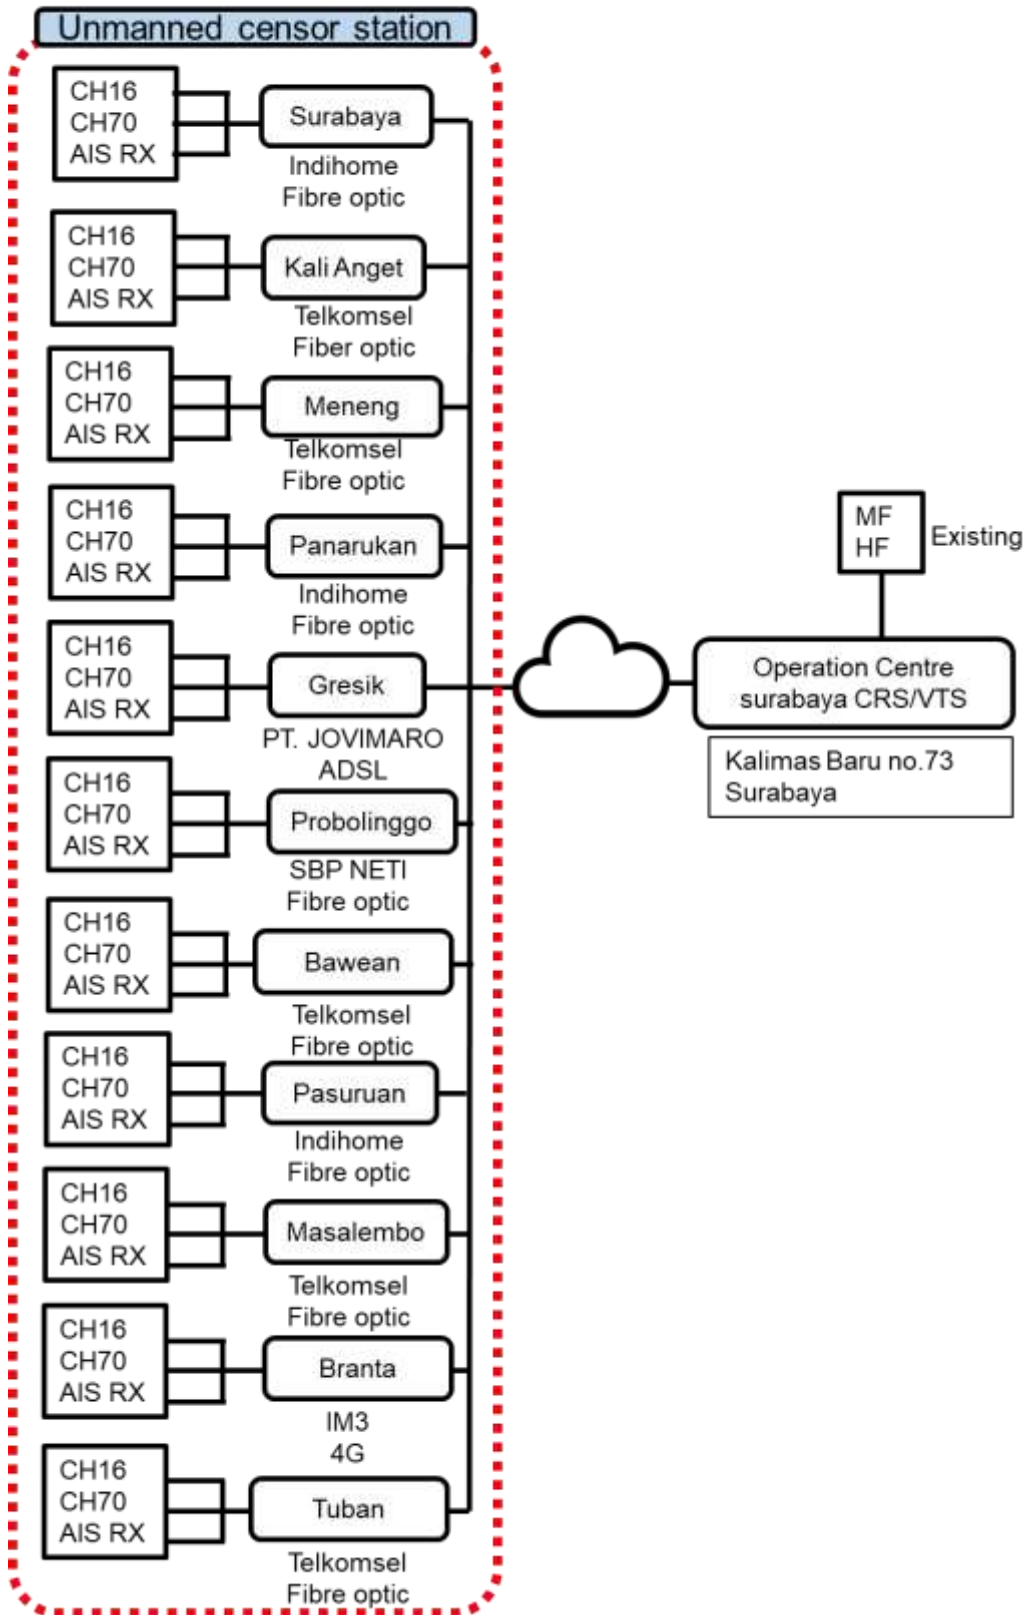 Unmanned censor station
CH16
CH70
AIS RX
Surabaya
Indihome
Fibre optic
CH16
CH70
AIS RX
Kali Anget
Telkomsel
Fiber optic
CH16
CH70
AIS RX
Meneng
Telkomsel
Fibre optic
CH16
CH70
AIS RX
Panarukan
Indihome
Fibre optic
CH16
CH70
AIS RX
Gresik
PT. JOVIMARO
ADSL
CH16
CH70
AIS RX
Probolinggo
SBP NETI
Fibre optic
CH16
CH70
AIS RX
Bawean
Telkomsel
Fibre optic
CH16
CH70
AIS RX
Pasuruan
Indihome
Fibre optic
CH16
CH70
AIS RX
Masalembo
Telkomsel
Fibre optic
CH16
CH70
AIS RX
Branta
IM3
4G
CH16
CH70
AIS RX
Tuban
Telkomsel
Fibre optic
MF
HF
Existing
Operation Centre
surabaya CRS/VTS
Kalimas Baru no.73
Surabaya